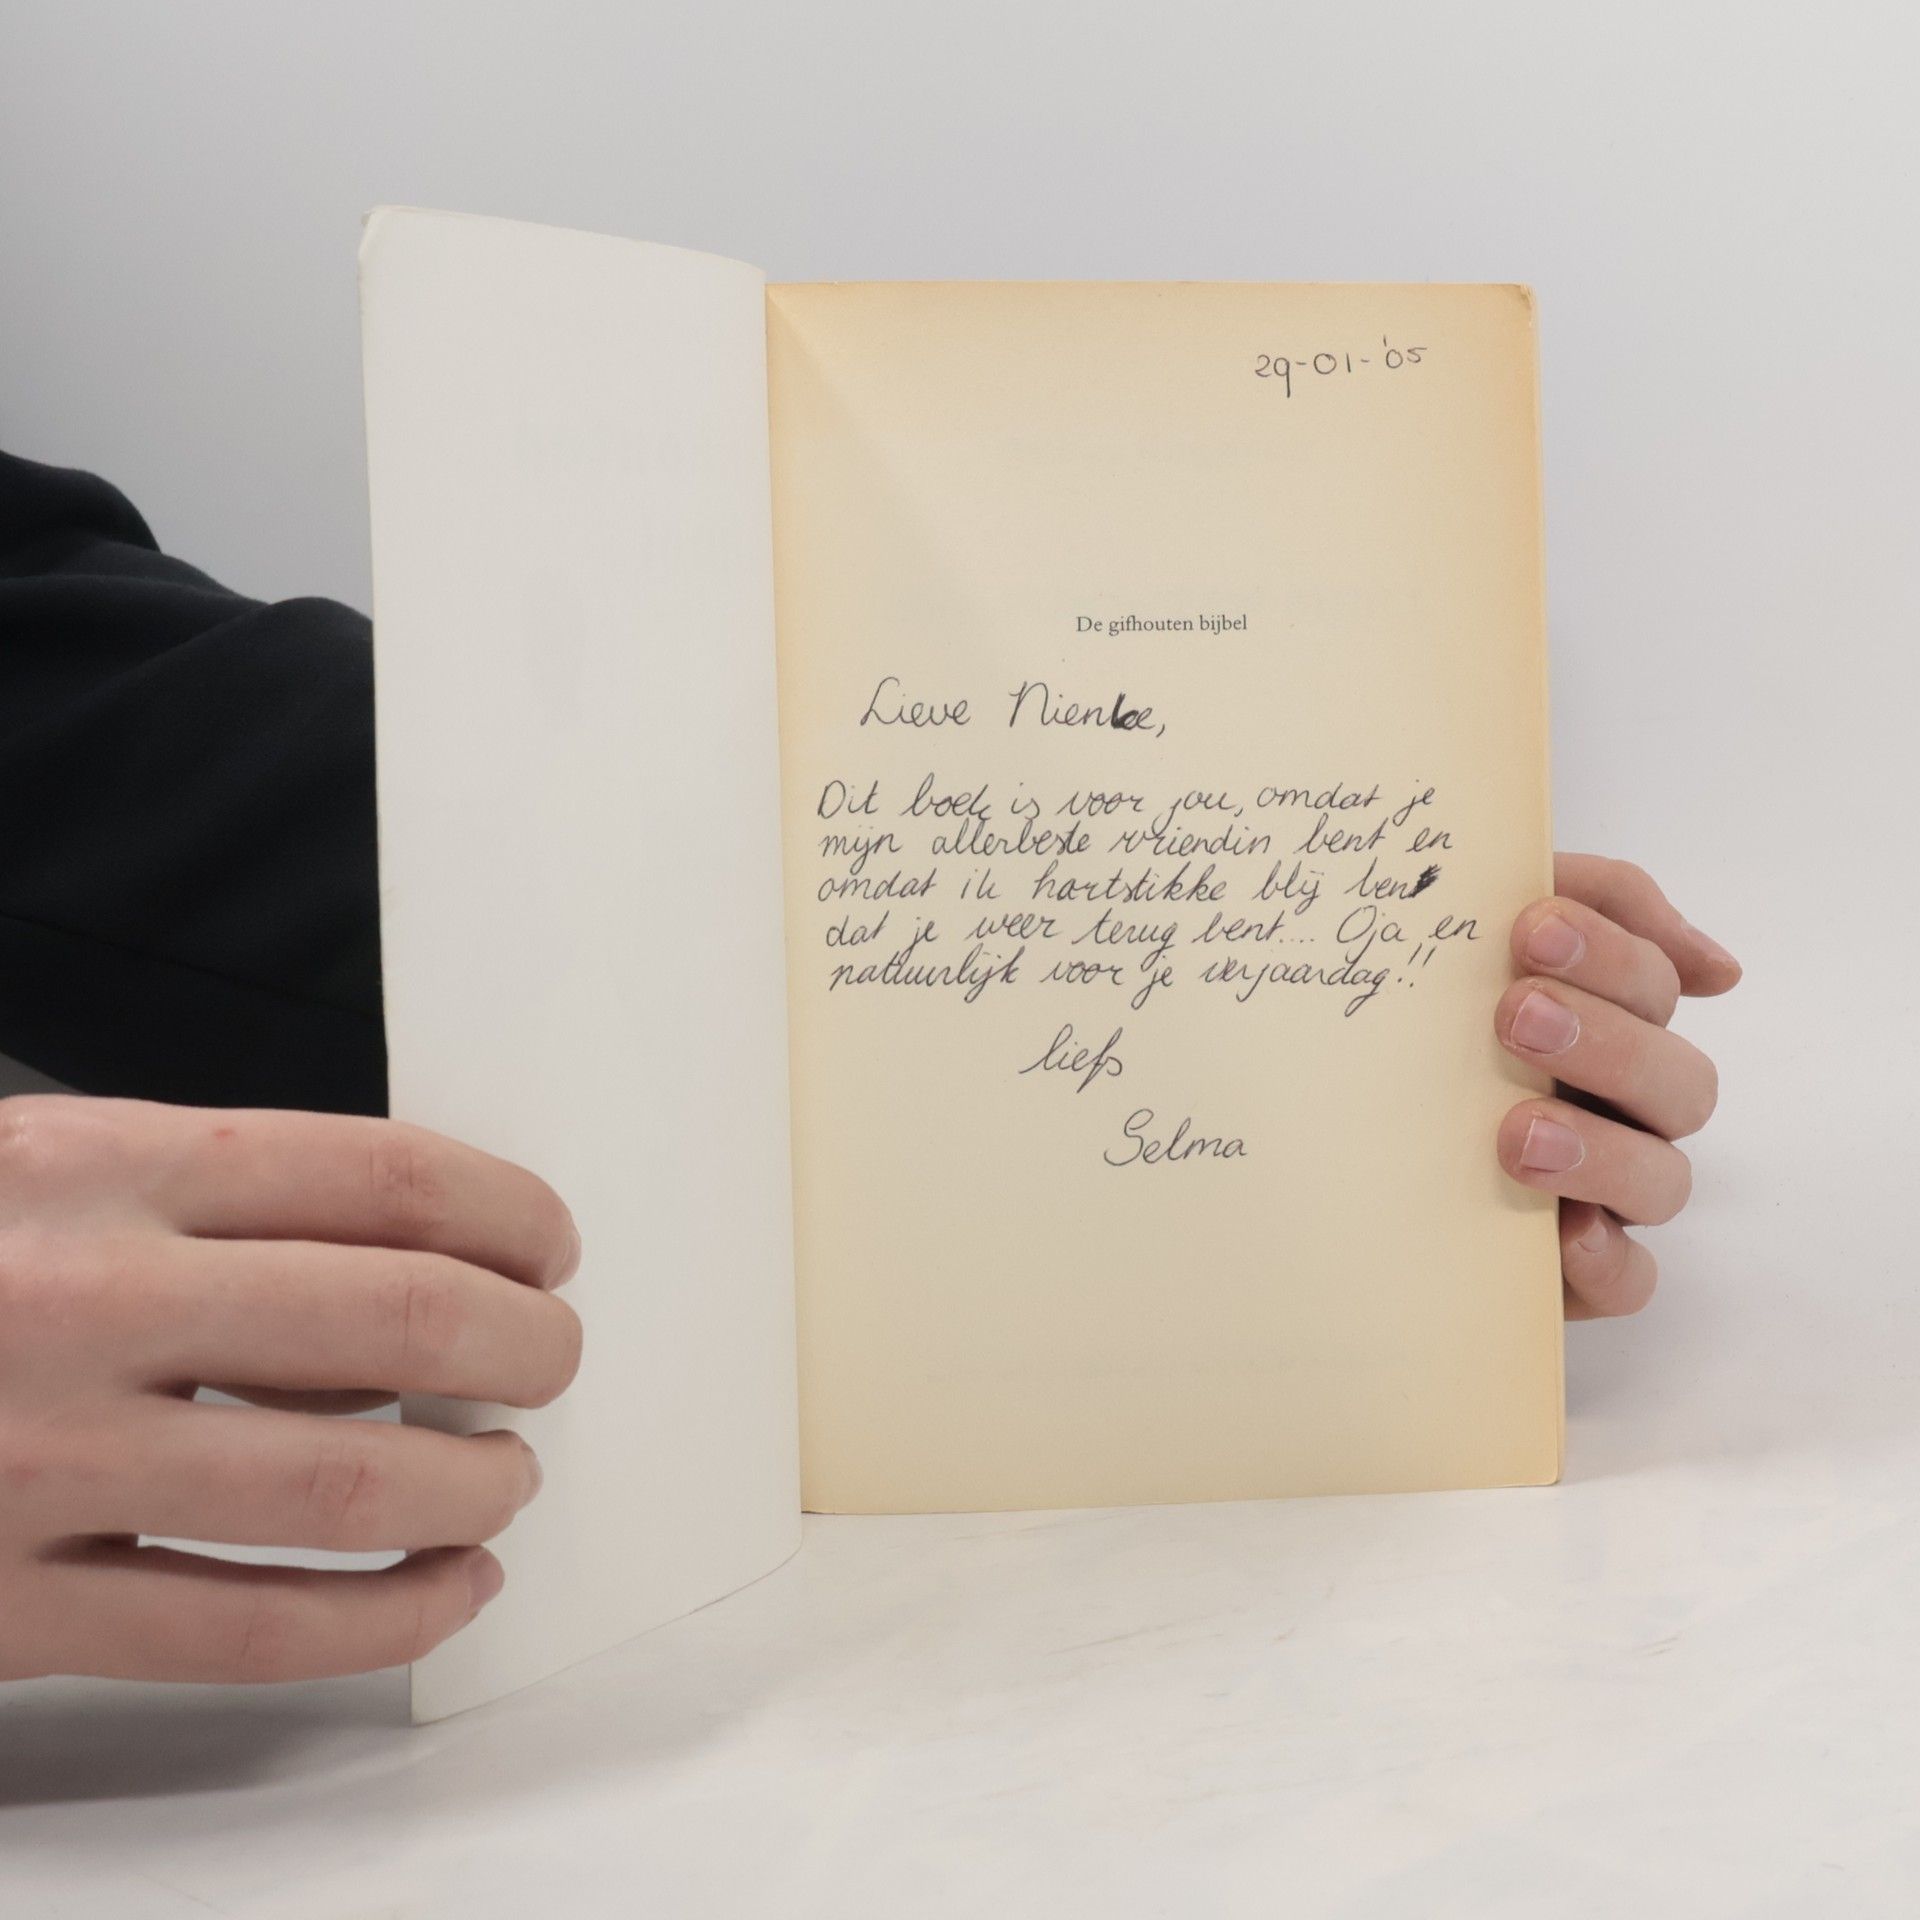 29-01-'05
De gifhouten bijbel
Lieve Nienke,
Dit boek is voor jou, omdat je
mijn allerbeste vriendin bent en
omdat ik hartstikke blij ben
dat je weer terug bent.... Oja, en
natuurlijk voor je verjaardag!!
liefs
Selma